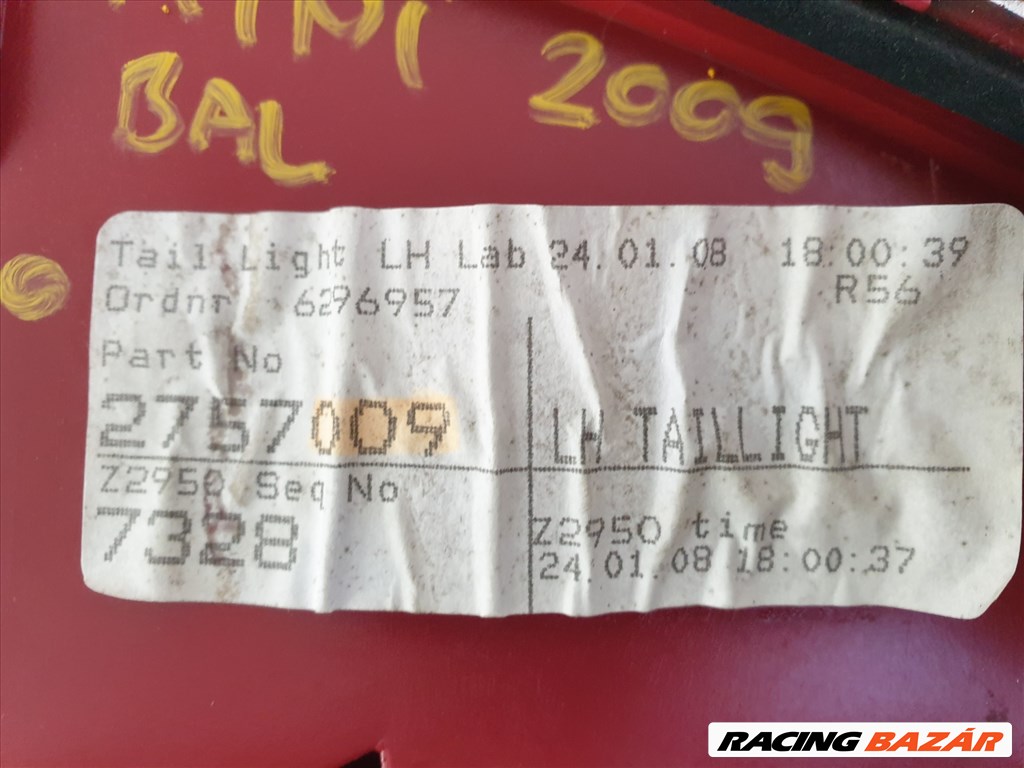 MINI
BAL 2009
Tail Light LH Lab 24.01.08 18:00:39
Ordnr 6296957 R56
Part No
2757009 LH TAILLIGHT
Z2950 Seq No
7328
Z2950 time
24.01.08 18:00:37
RACING BAZÁR